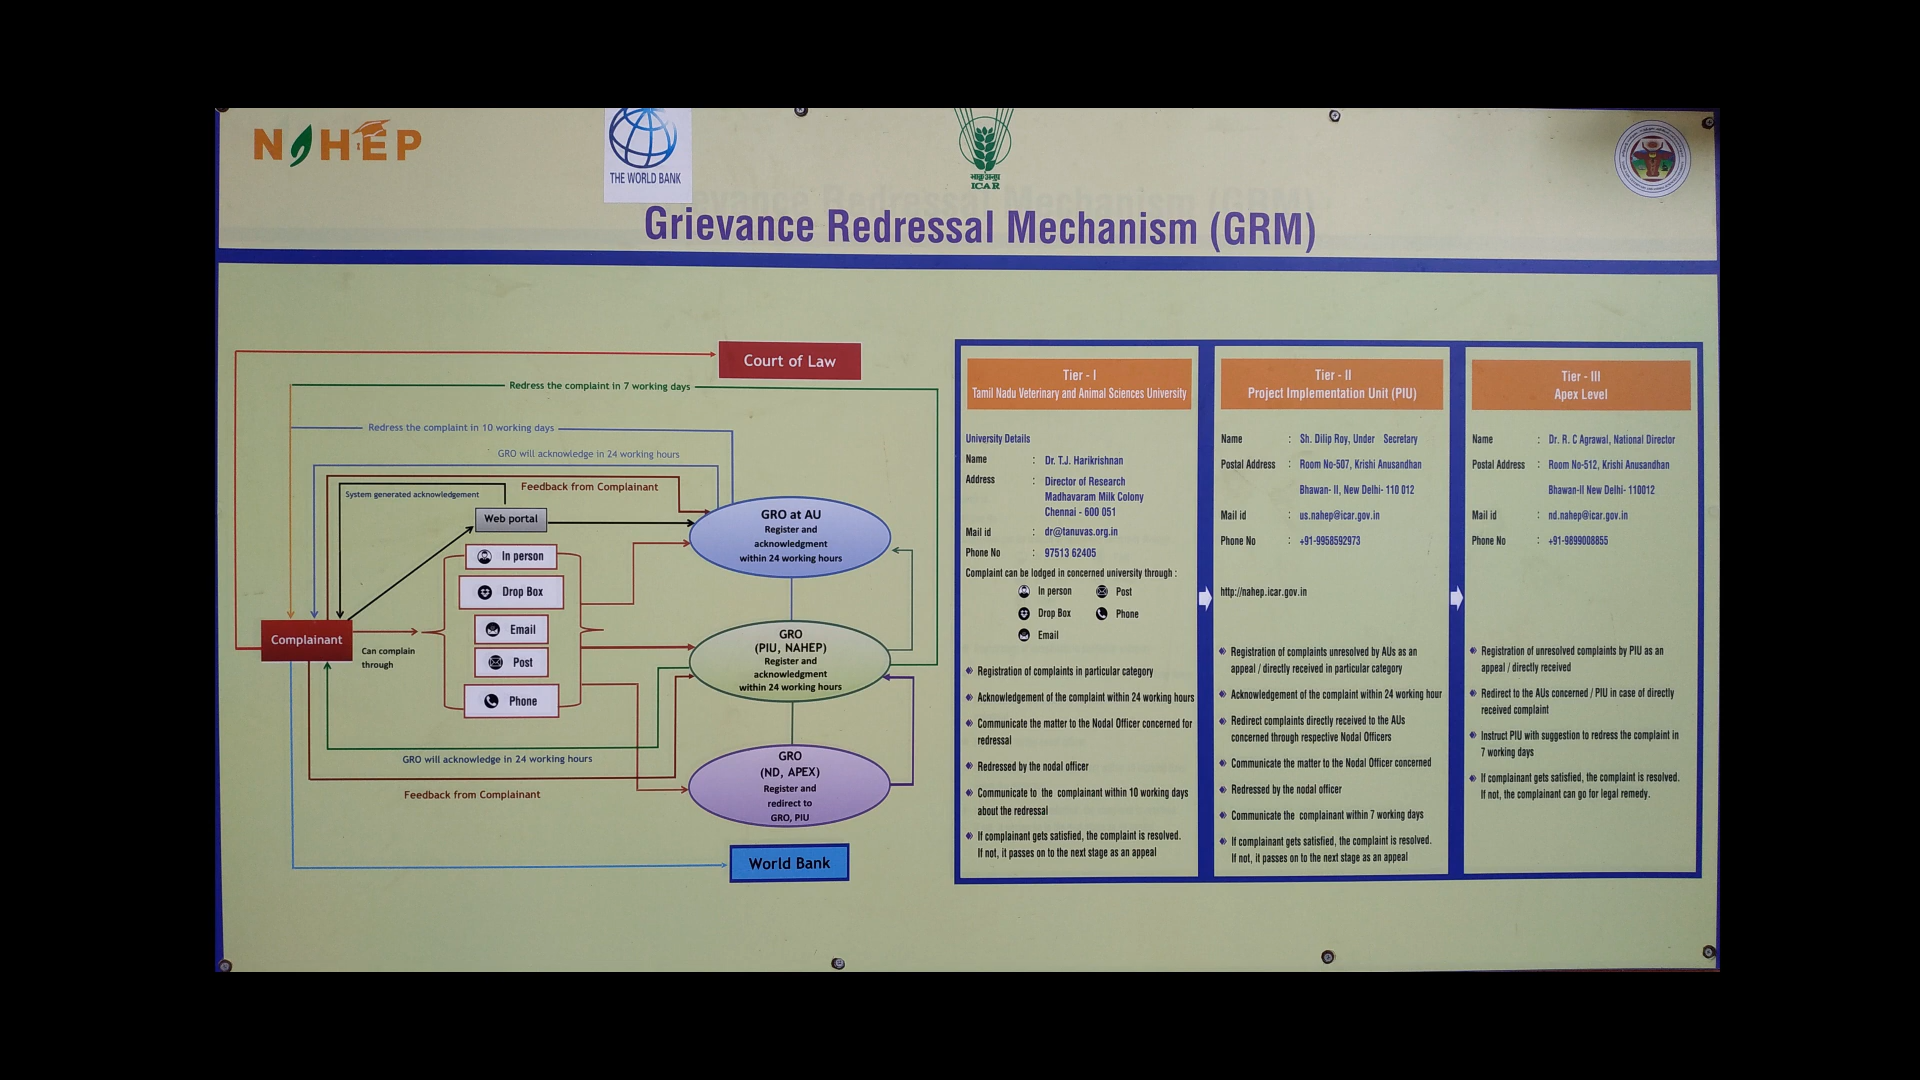 NAHEP
THE WORLD BANK
ICAR
Grievance Redressal Mechanism (GRM)
Court of Law
Redress the complaint in 7 working days
Redress the complaint in 10 working days
GRO will acknowledge in 24 working hours
Feedback from Complainant
System generated acknowledgement
Web portal
In person
Drop Box
Email
Post
Phone
Complainant
Can complain
through
GRO at AU
Register and
acknowledgment
within 24 working hours
GRO
(PIU, NAHEP)
Register and
acknowledgment
within 24 working hours
GRO
(ND, APEX)
Register and
redirect to
GRO, PIU
GRO will acknowledge in 24 working hours
Feedback from Complainant
World Bank
Tier - I
Tamil Nadu Veterinary and Animal Sciences University
University Details
Name : Dr. T.J. Harikrishnan
Address : Director of Research
Madhavaram Milk Colony
Chennai - 600 051
Mail id : dr@tanuvas.org.in
Phone No : 97513 62405
Complaint can be lodged in concerned university through :
In person Post
Drop Box Phone
Email
Registration of complaints in particular category
Acknowledgement of the complaint within 24 working hours
Communicate the matter to the Nodal Officer concerned for
redressal
Redressed by the nodal officer
Communicate to the complainant within 10 working days
about the redressal
If complainant gets satisfied, the complaint is resolved.
If not, it passes on to the next stage as an appeal
Tier - II
Project Implementation Unit (PIU)
Name : Sh. Dilip Roy, Under Secretary
Postal Address : Room No-507, Krishi Anusandhan
Bhawan- II, New Delhi- 110 012
Mail id : us.nahep@icar.gov.in
Phone No : +91-9958592973
http://nahep.icar.gov.in
Registration of complaints unresolved by AUs as an
appeal / directly received in particular category
Acknowledgement of the complaint within 24 working hour
Redirect complaints directly received to the AUs
concerned through respective Nodal Officers
Communicate the matter to the Nodal Officer concerned
Redressed by the nodal officer
Communicate the complainant within 7 working days
If complainant gets satisfied, the complaint is resolved.
If not, it passes on to the next stage as an appeal
Tier - III
Apex Level
Name : Dr. R. C Agrawal, National Director
Postal Address : Room No-512, Krishi Anusandhan
Bhawan-II New Delhi- 110012
Mail id : nd.nahep@icar.gov.in
Phone No : +91-9899008855
Registration of unresolved complaints by PIU as an
appeal / directly received
Redirect to the AUs concerned / PIU in case of directly
received complaint
Instruct PIU with suggestion to redress the complaint in
7 working days
If complainant gets satisfied, the complaint is resolved.
If not, the complainant can go for legal remedy.